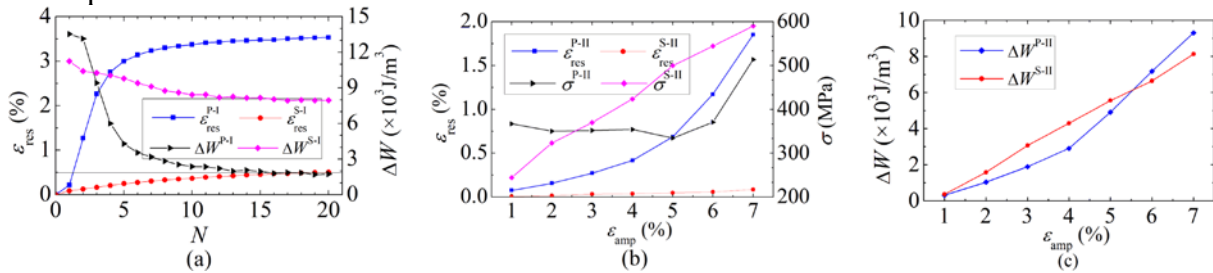 4%
3%
2%
1%
0.0
0 5 10 15 20
15
12
9
6
3
0
ε_res (%)
ΔW (×10³J/m³)
N
ε_res^P-I ε_res^S-I
ΔW^P-I ΔW^S-I
(a)
2.0%
1.5%
1.0%
0.5%
0.0
1 2 3 4 5 6 7
600
500
400
300
200
ε_res (%)
σ (MPa)
ε_amp (%)
ε_res^P-II ε_res^S-II
σ^P-II σ^S-II
(b)
10
8
6
4
2
0
1 2 3 4 5 6 7
ΔW (×10³J/m³)
ε_amp (%)
ΔW^P-II
ΔW^S-II
(c)